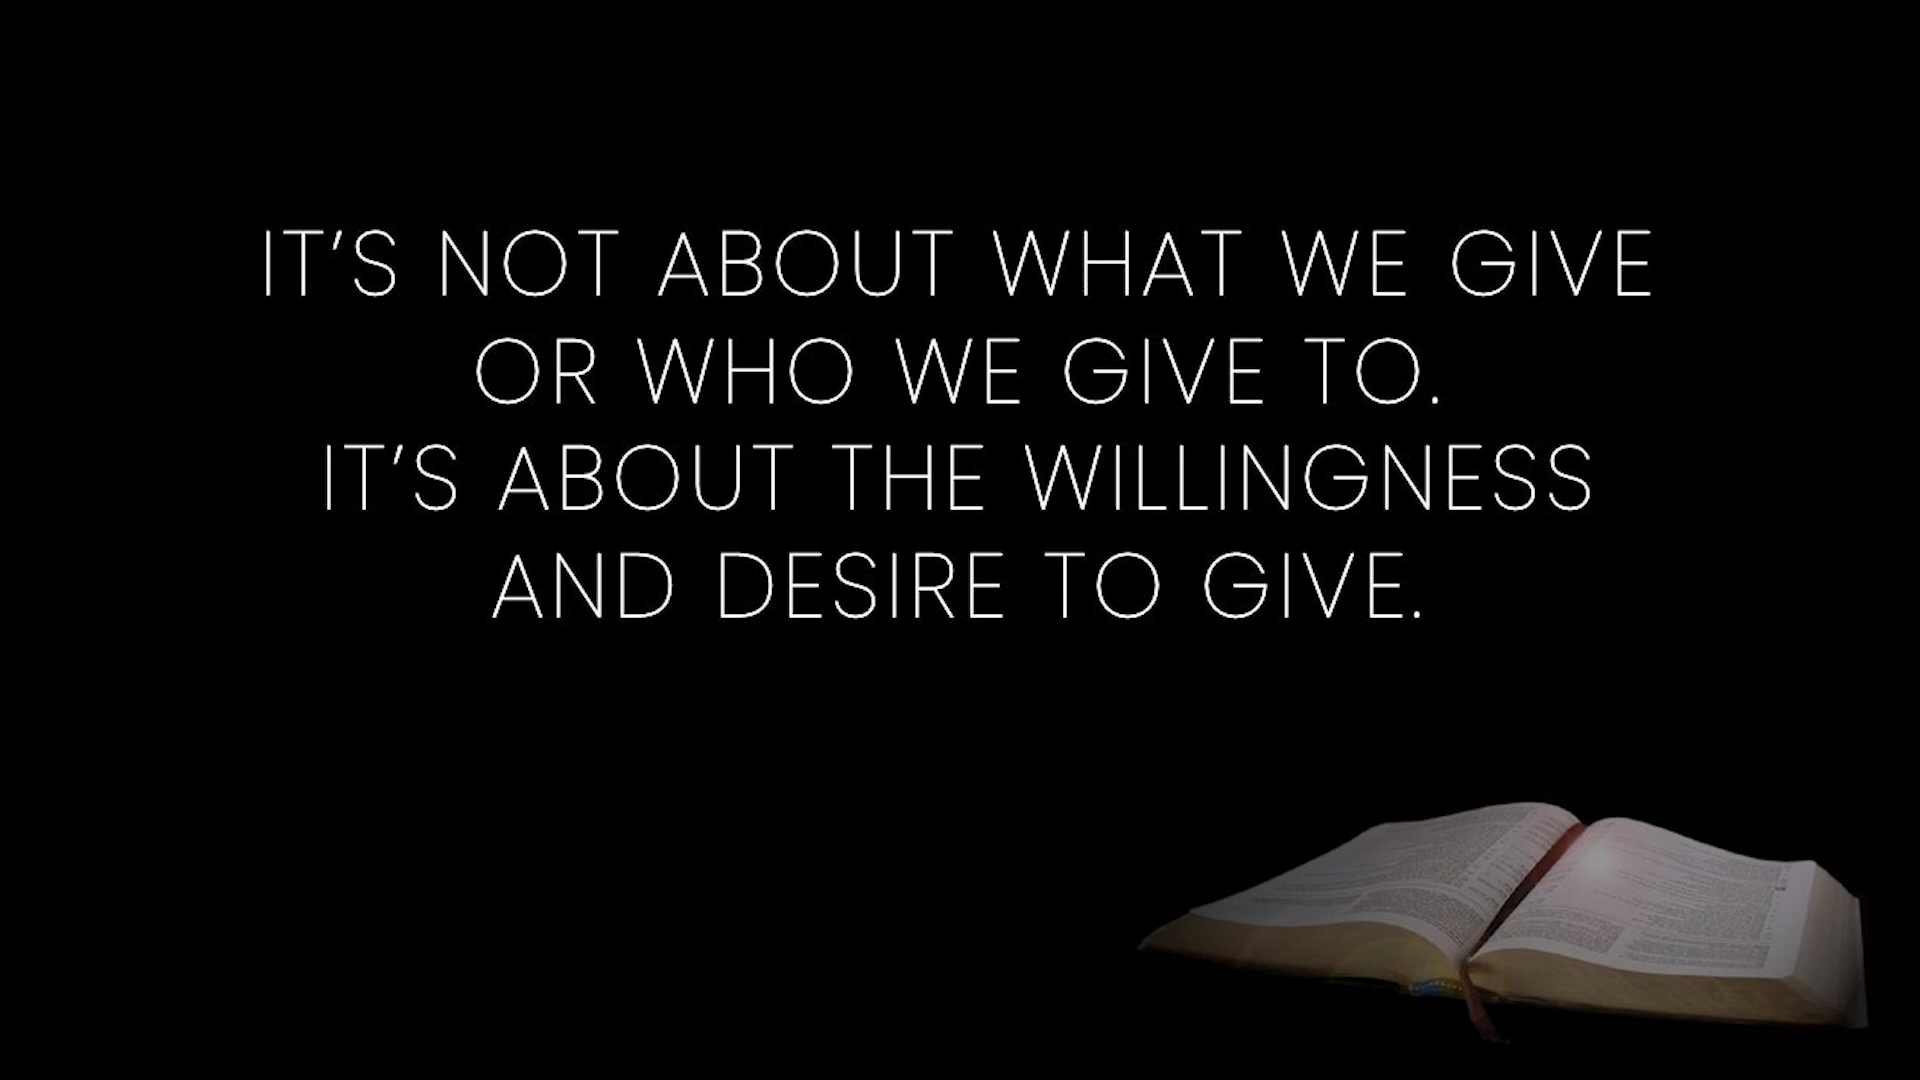 IT’S NOT ABOUT WHAT WE GIVE
OR WHO WE GIVE TO.
IT’S ABOUT THE WILLINGNESS
AND DESIRE TO GIVE.